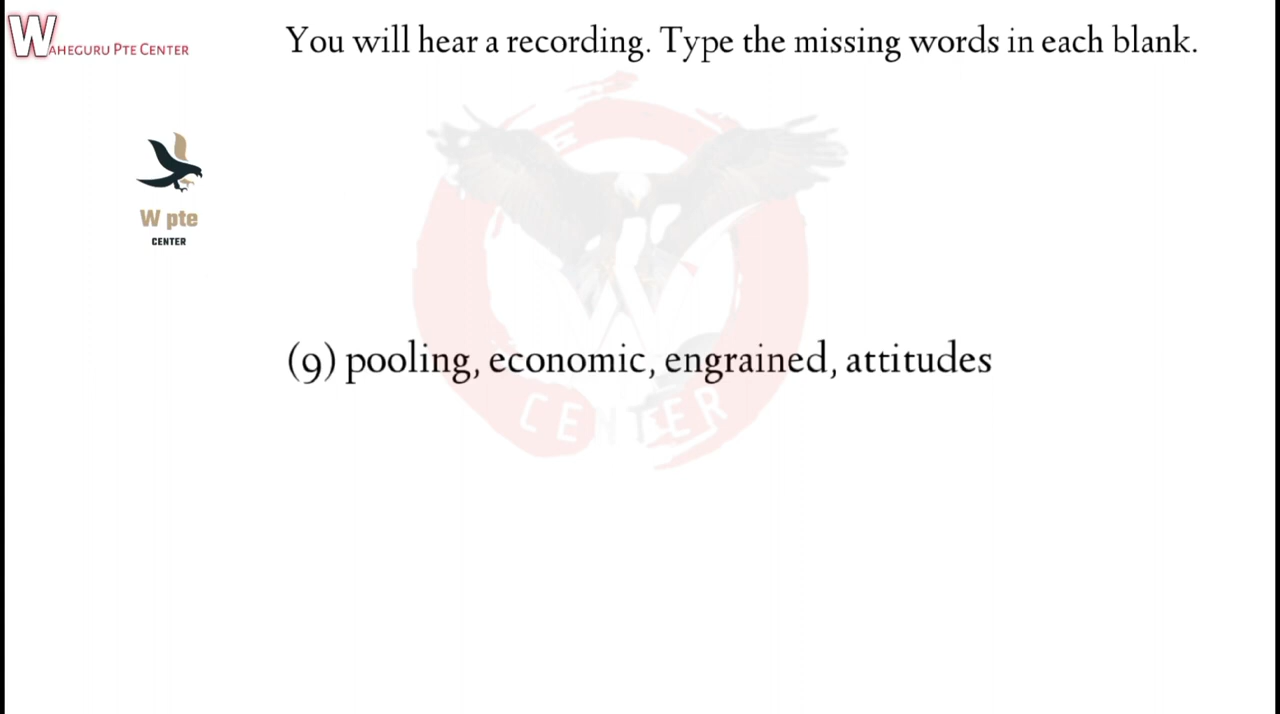 WAHEGURU PTE CENTER
You will hear a recording. Type the missing words in each blank.
W pte
CENTER
(9) pooling, economic, engrained, attitudes
W
CENTER